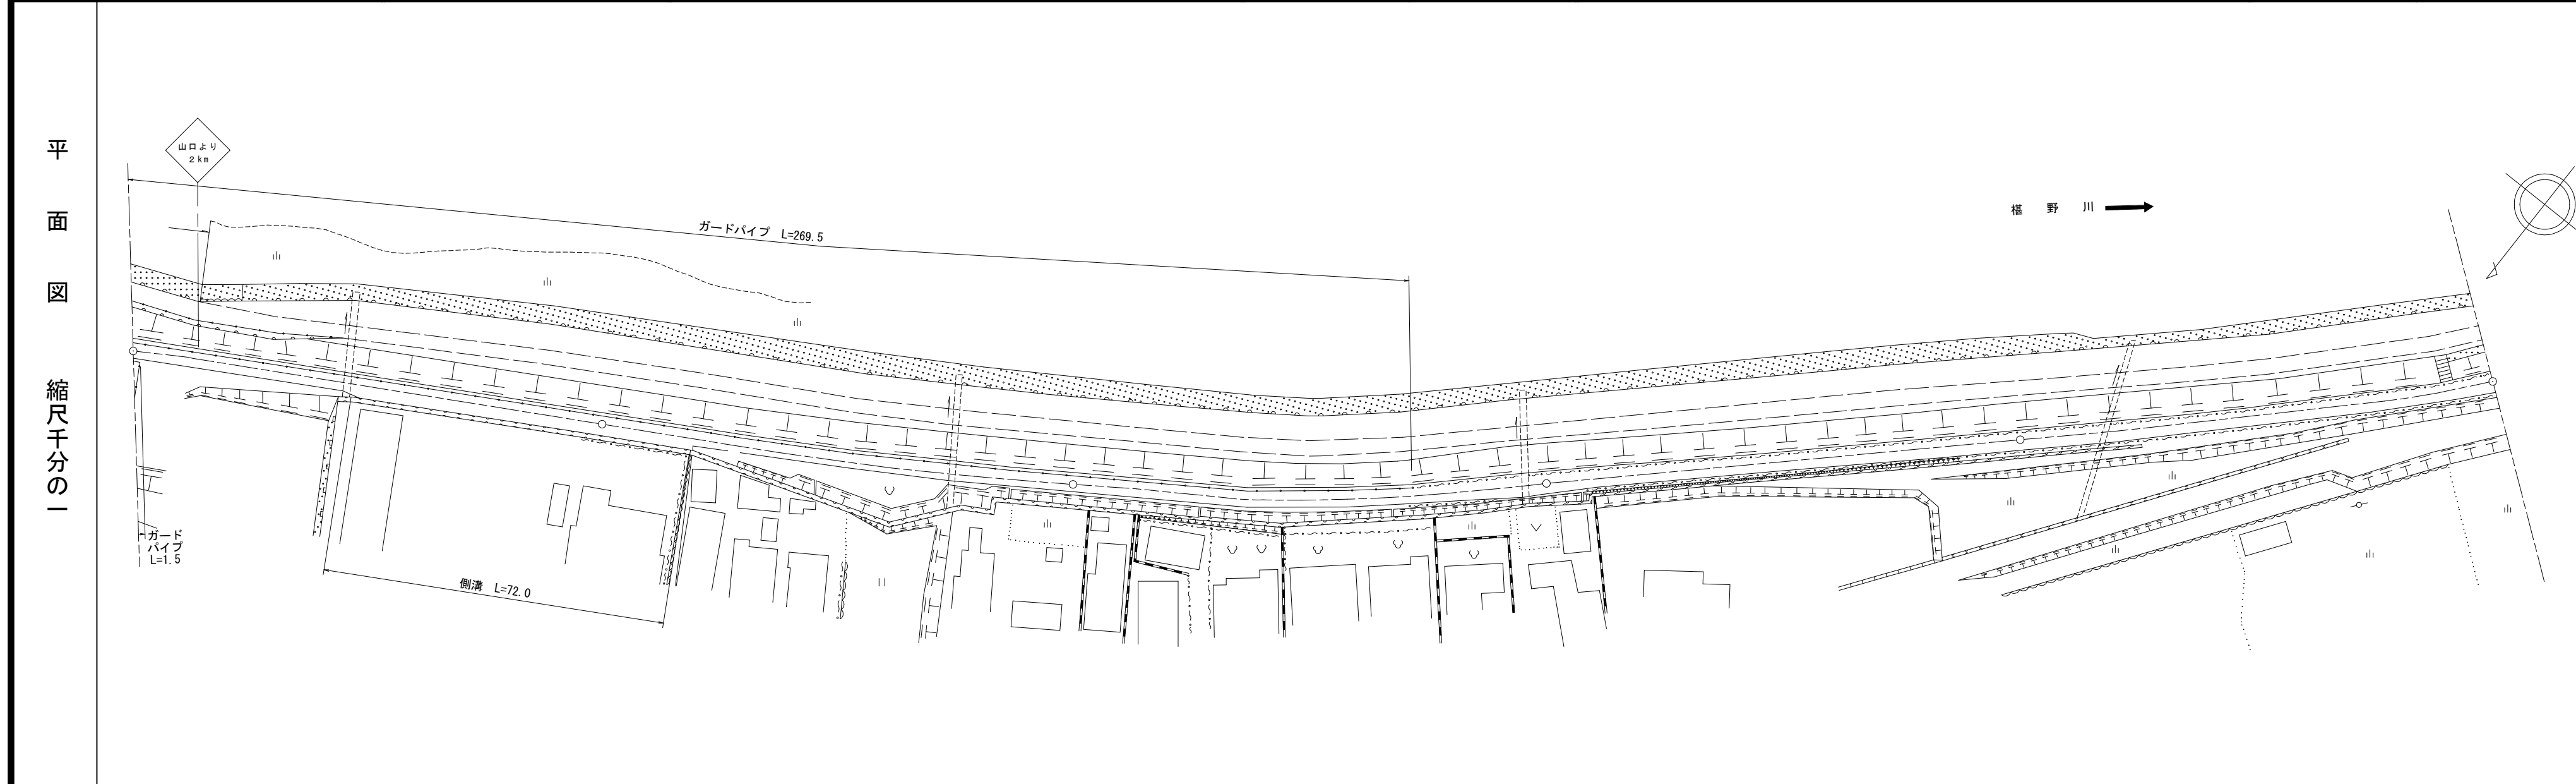 平面図 縮尺千分の一
山口より
2km
ガードパイプ L=269.5
椹野川
ガード
パイプ
L=1.5
側溝 L=72.0